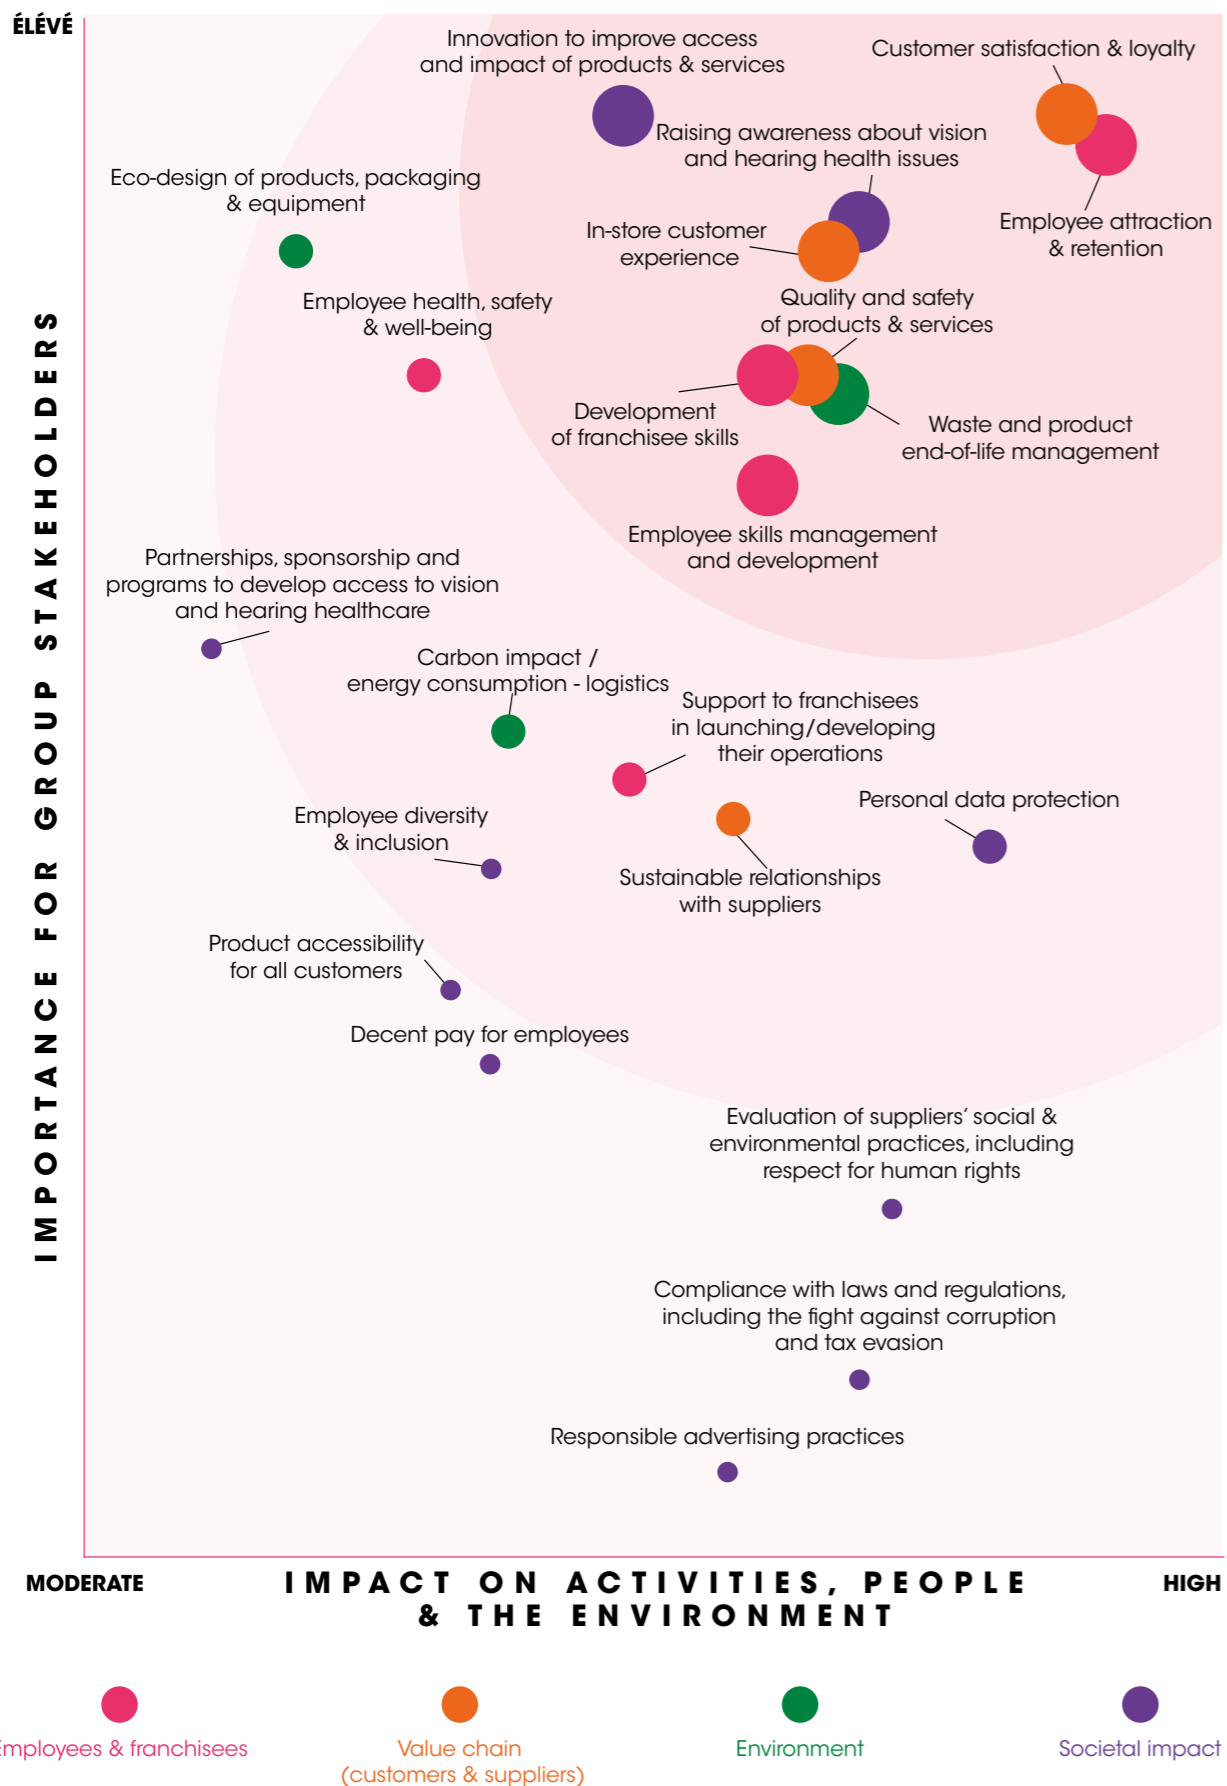 ÉLÉVÉ
Innovation to improve access
and impact of products & services
Customer satisfaction & loyalty
Raising awareness about vision
and hearing health issues
Eco-design of products, packaging
& equipment
Employee attraction
& retention
In-store customer
experience
Employee health, safety
& well-being
Quality and safety
of products & services
Development
of franchisee skills
Waste and product
end-of-life management
Employee skills management
and development
Partnerships, sponsorship and
programs to develop access to vision
and hearing healthcare
Carbon impact /
energy consumption - logistics
Support to franchisees
in launching/developing
their operations
Personal data protection
Employee diversity
& inclusion
Sustainable relationships
with suppliers
Product accessibility
for all customers
Decent pay for employees
Evaluation of suppliers’ social &
environmental practices, including
respect for human rights
Compliance with laws and regulations,
including the fight against corruption
and tax evasion
Responsible advertising practices
IMPORTANCE FOR GROUP STAKEHOLDERS
MODERATE
IMPACT ON ACTIVITIES, PEOPLE
& THE ENVIRONMENT
HIGH
Employees & franchisees
Value chain
(customers & suppliers)
Environment
Societal impact